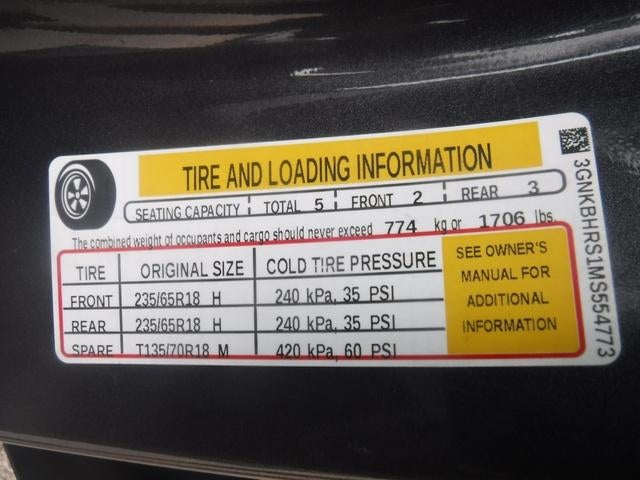 TIRE AND LOADING INFORMATION
SEATING CAPACITY TOTAL 5 FRONT 2 REAR 3
The combined weight of occupants and cargo should never exceed 774 kg or 1706 lbs.
TIRE ORIGINAL SIZE COLD TIRE PRESSURE
FRONT 235/65R18 H 240 kPa, 35 PSI
REAR 235/65R18 H 240 kPa, 35 PSI
SPARE T135/70R18 M 420 kPa, 60 PSI
SEE OWNER'S
MANUAL FOR
ADDITIONAL
INFORMATION
3GNKBHRS1MS554773